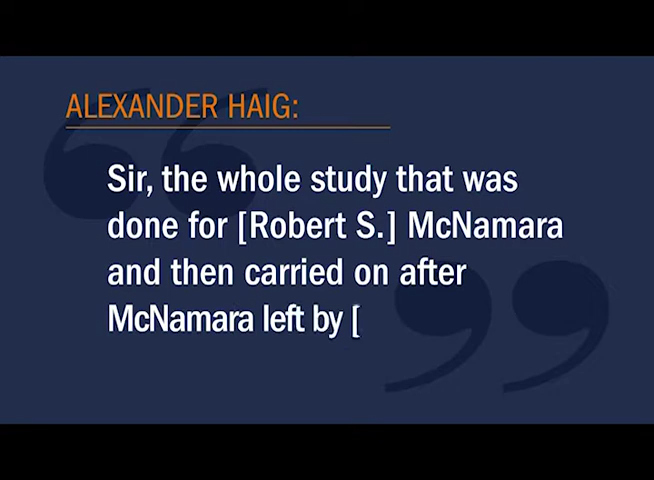 ALEXANDER HAIG:
Sir, the whole study that was
done for [Robert S.] McNamara
and then carried on after
McNamara left by [